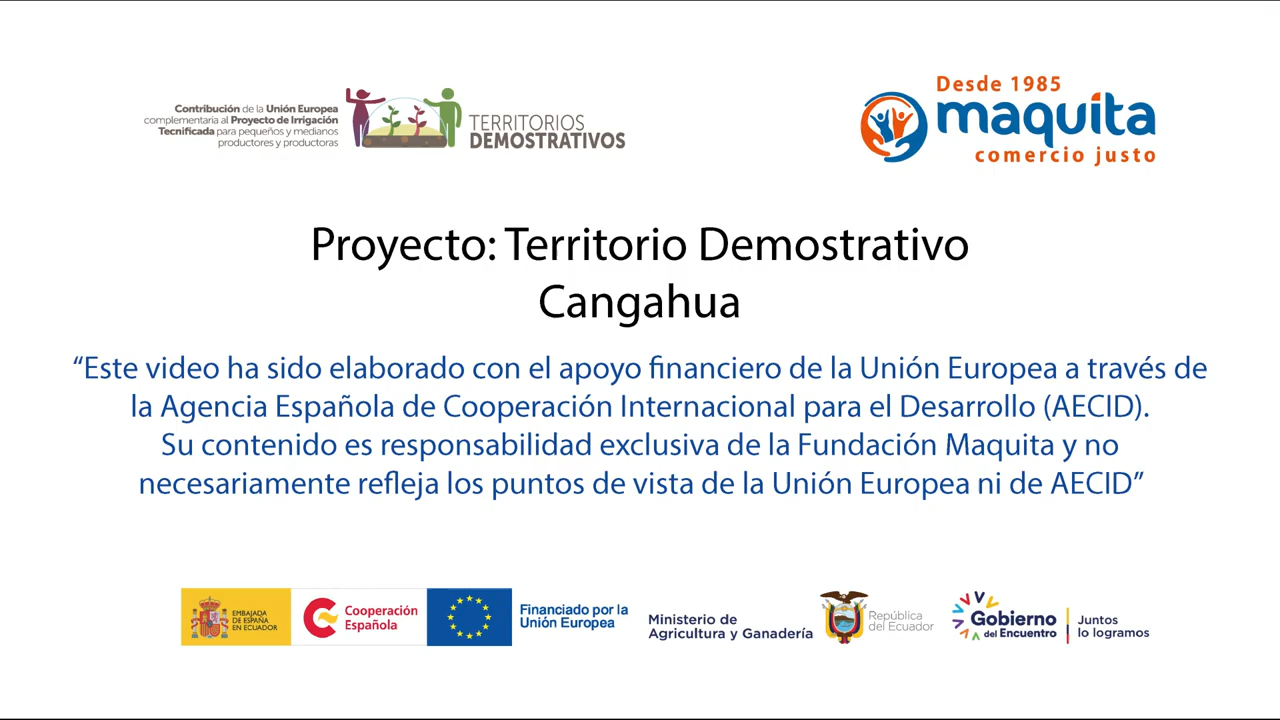 Contribución de la Unión Europea
complementaria al Proyecto de Irrigación
Tecnificada para pequeños y medianos
productores y productoras
TERRITORIOS
DEMOSTRATIVOS
Desde 1985
maquita
comercio justo
Proyecto: Territorio Demostrativo
Cangahua
“Este video ha sido elaborado con el apoyo financiero de la Unión Europea a través de
la Agencia Española de Cooperación Internacional para el Desarrollo (AECID).
Su contenido es responsabilidad exclusiva de la Fundación Maquita y no
necesariamente refleja los puntos de vista de la Unión Europea ni de AECID”
EMBAJADA
DE ESPAÑA
EN ECUADOR
Cooperación
Española
Financiado por la
Unión Europea
Ministerio de
Agricultura y Ganadería
República
del Ecuador
Gobierno
del Encuentro
Juntos
lo logramos